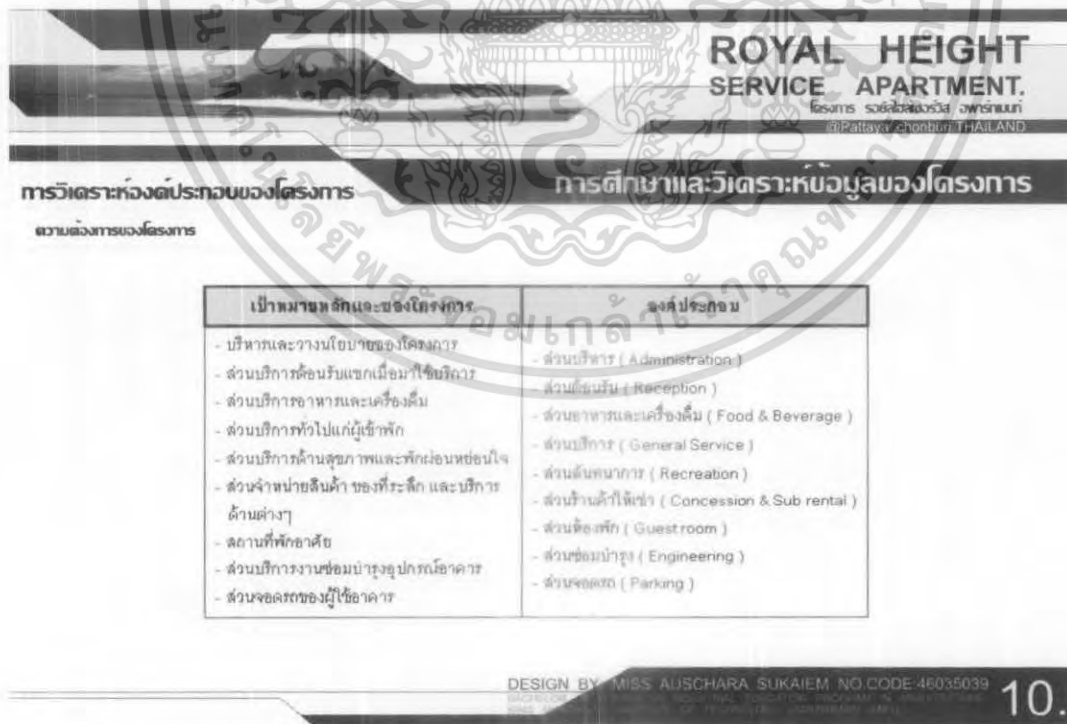 ROYAL HEIGHT
SERVICE APARTMENT.
โครงการ รอยัลไฮท์เซอร์วิส อพาร์ทเมนท์
@Pattaya chonburi THAILAND
การศึกษาและวิเคราะห์ข้อมูลของโครงการ
การวิเคราะห์องค์ประกอบของโครงการ
ความต้องการของโครงการ
เป้าหมายหลักและของโครงการ
- บริหารและวางนโยบายของโครงการ
- ส่วนบริการต้อนรับแขกเมื่อมาใช้บริการ
- ส่วนบริการอาหารและเครื่องดื่ม
- ส่วนบริการทั่วไปแก่ผู้เข้าพัก
- ส่วนบริการด้านสุขภาพและพักผ่อนหย่อนใจ
- ส่วนจำหน่ายสินค้า ของที่ระลึก และบริการ
ด้านต่างๆ
- สถานที่พักอาศัย
- ส่วนบริการงานซ่อมบำรุงอุปกรณ์อาคาร
- ส่วนจอดรถของผู้ใช้อาคาร
องค์ประกอบ
- ส่วนบริหาร ( Administration )
- ส่วนต้อนรับ ( Reception )
- ส่วนอาหารและเครื่องดื่ม ( Food & Beverage )
- ส่วนบริการ ( General Service )
- ส่วนสันทนาการ ( Recreation )
- ส่วนร้านค้าให้เช่า ( Concession & Sub rental )
- ส่วนห้องพัก ( Guest room )
- ส่วนซ่อมบำรุง ( Engineering )
- ส่วนจอดรถ ( Parking )
DESIGN BY MISS AUSCHARA SUKAIEM NO.CODE 46035039
10.